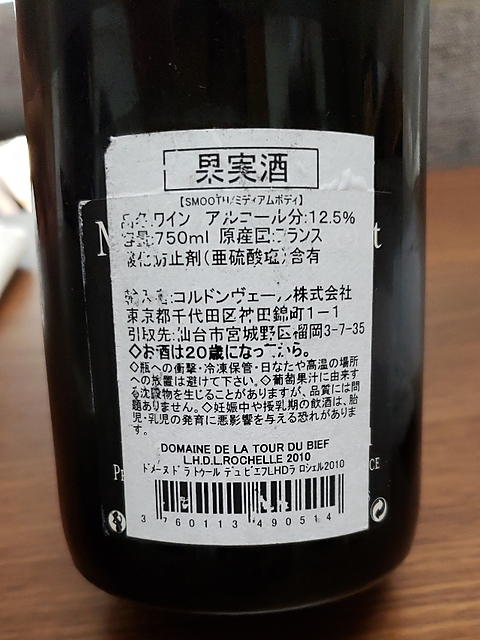 果実酒
【SMOOTH/ミディアムボディ】
品名:ワイン アルコール分:12.5%
容量:750ml 原産国:フランス
酸化防止剤(亜硫酸塩)含有
輸入者:コルドンヴェール株式会社
東京都千代田区神田錦町1-1
引取先:仙台市宮城野区榴岡3-7-35
◇お酒は20歳になってから。
◇瓶への衝撃・冷凍保管・日なたや高温の場所
への放置は避けて下さい。◇葡萄果汁に由来す
る沈殿物を生じることがありますが、品質には問
題ありません。◇妊娠中や授乳期の飲酒は、胎
児・乳児の発育に悪影響を与える恐れがありま
す。
DOMAINE DE LA TOUR DU BIEF
L.H.D.L.ROCHELLE 2010
ドメーヌ ド ラ トゥール デュ ビエフLHDラ ロシェル2010
3 760113 490514